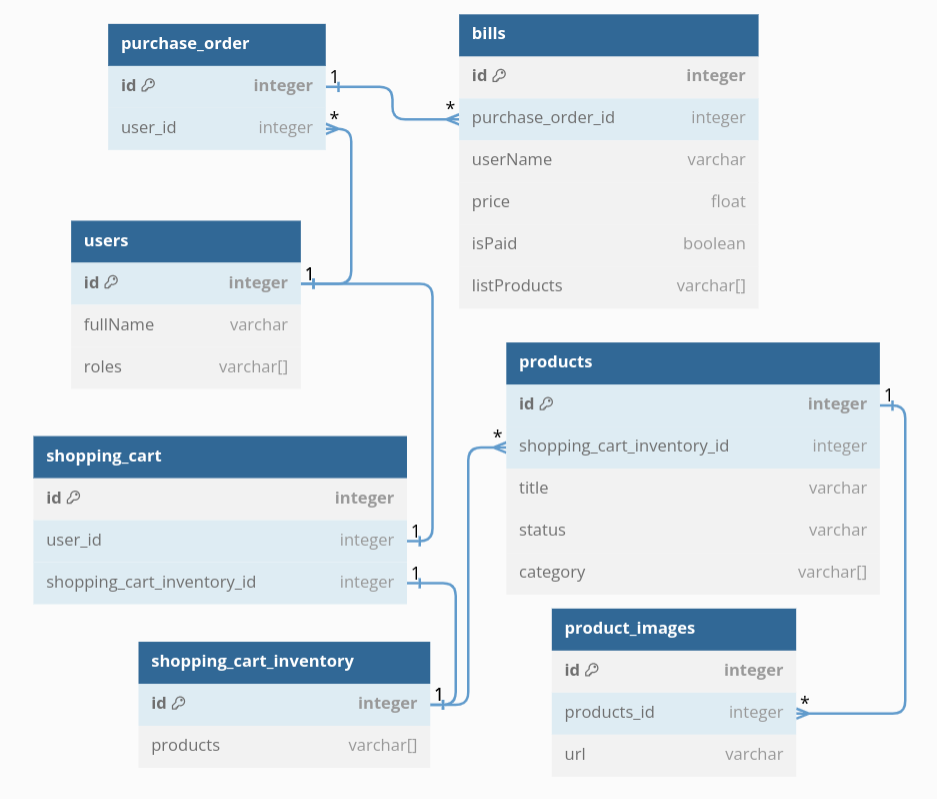 purchase_order
id integer
user_id integer
1
*
*
bills
id integer
purchase_order_id integer
userName varchar
price float
isPaid boolean
listProducts varchar[]
users
id integer
fullName varchar
roles varchar[]
1
products
id integer
shopping_cart_inventory_id integer
title varchar
status varchar
category varchar[]
1
*
shopping_cart
id integer
user_id integer
shopping_cart_inventory_id integer
1
1
shopping_cart_inventory
id integer
products varchar[]
1
product_images
id integer
products_id integer
url varchar
*